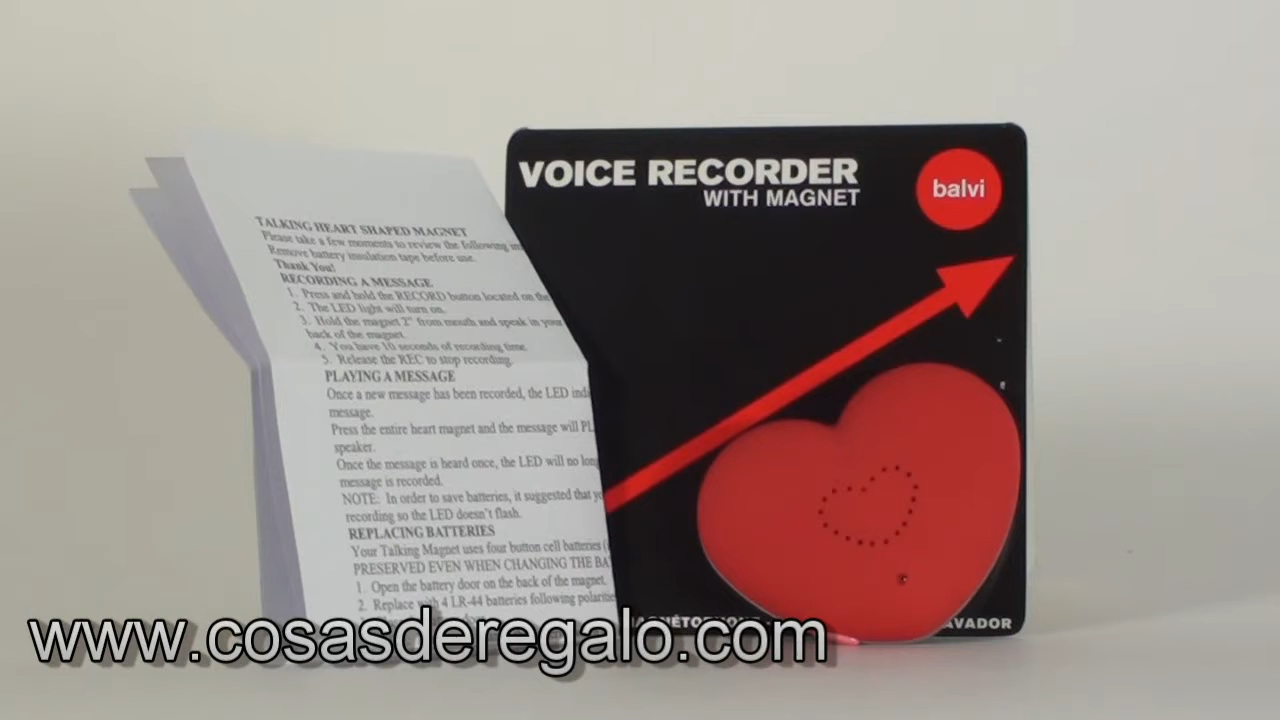 VOICE RECORDER
WITH MAGNET
balvi
TALKING HEART SHAPED MAGNET
Please take a few moments to review the following
Remove battery insulation tape before use.
Thank You!
RECORDING A MESSAGE
1. Press and hold the RECORD button located on the
2. The LED light will turn on.
3. Hold the magnet 2" from mouth and speak in your
back of the magnet.
4. You have 10 seconds of recording time.
5. Release the REC to stop recording.
PLAYING A MESSAGE
Once a new message has been recorded, the LED
message.
Press the entire heart magnet and the message will
speaker.
Once the message is heard once, the LED will no
message is recorded.
NOTE: In order to save batteries, it suggested that
recording so the LED doesn't flash.
REPLACING BATTERIES
Your Talking Magnet uses four button cell batteries
PRESERVED EVEN WHEN CHANGING THE
1. Open the battery door on the back of the magnet.
2. Replace with 4 LR-44 batteries following
AVADOR
www.cosasderegalo.com